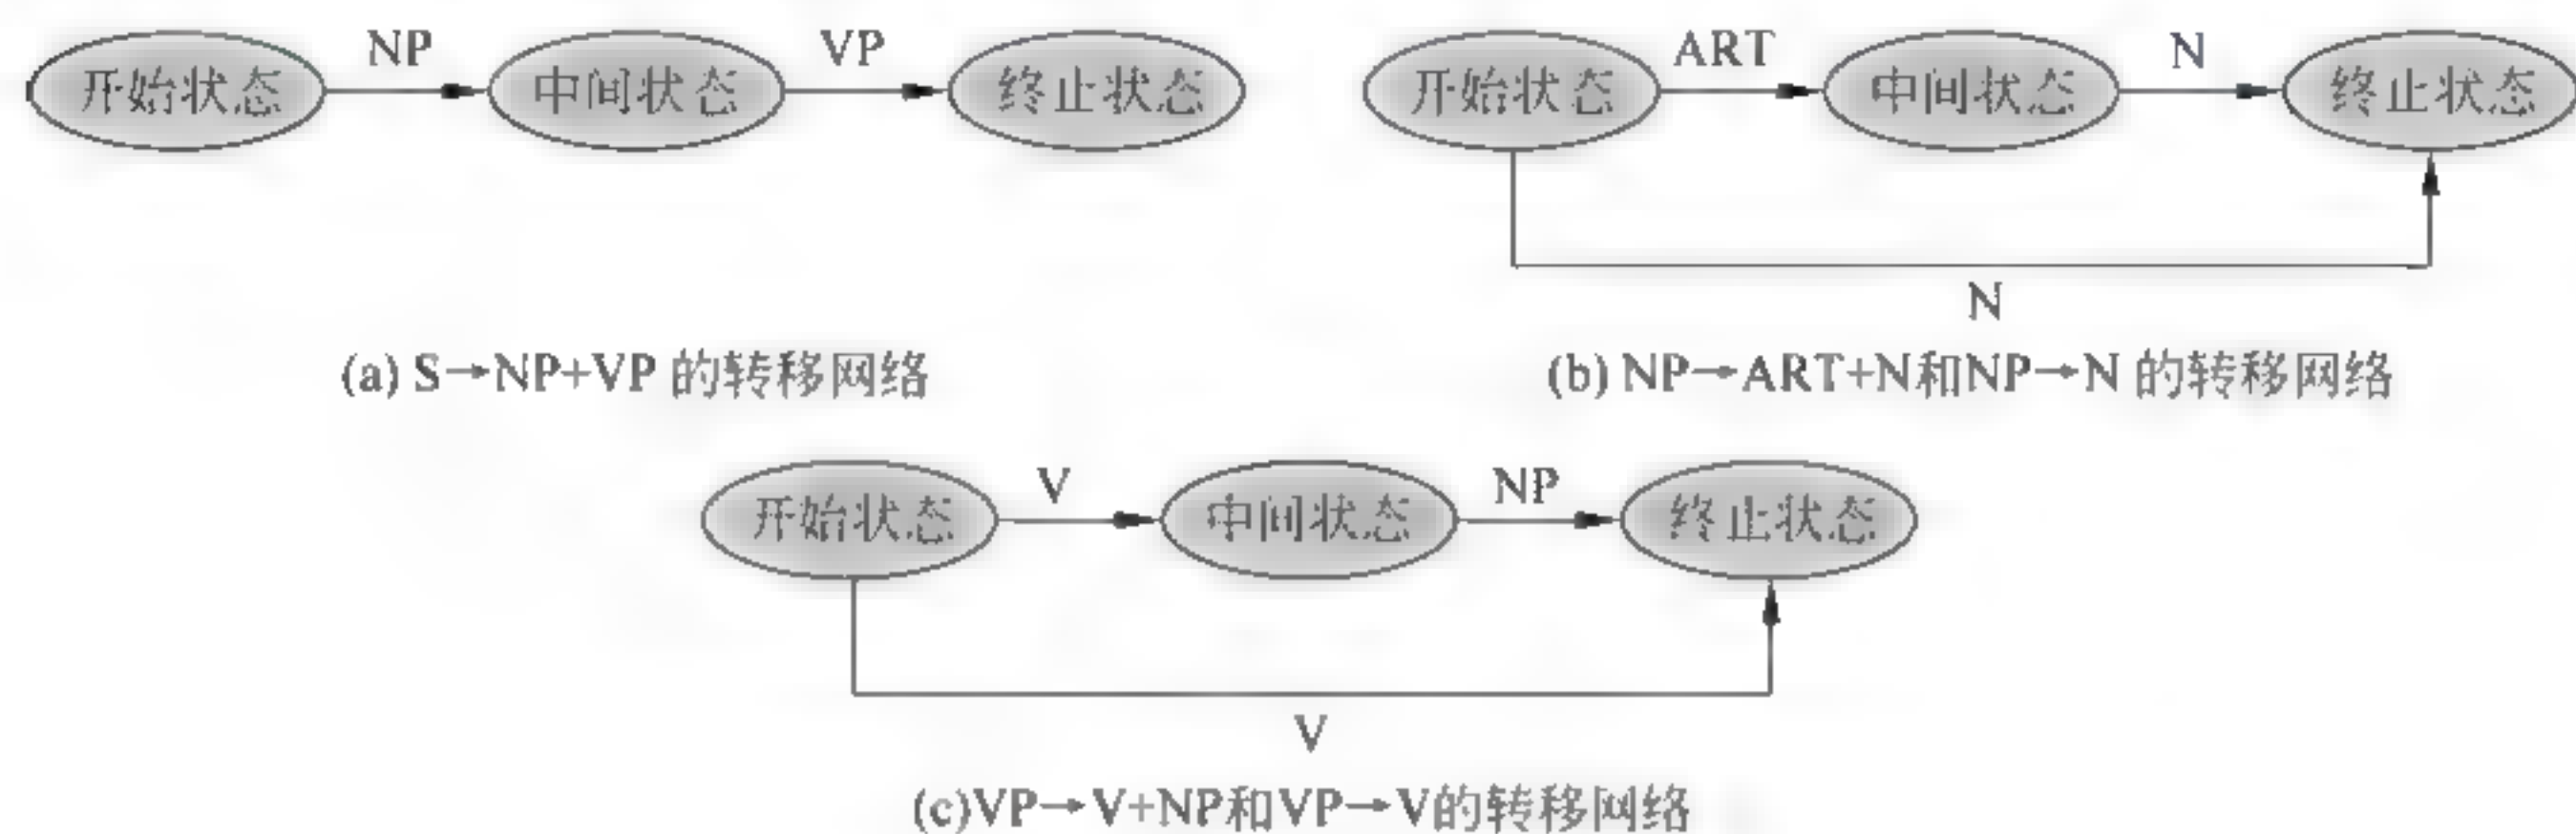 NP VP ART N
开始状态 中间状态 终止状态 开始状态 中间状态 终止状态
N
(a) S→NP+VP 的转移网络 (b) NP→ART+N和NP→N 的转移网络
V NP
开始状态 中间状态 终止状态
V
(c)VP→V+NP和VP→V的转移网络